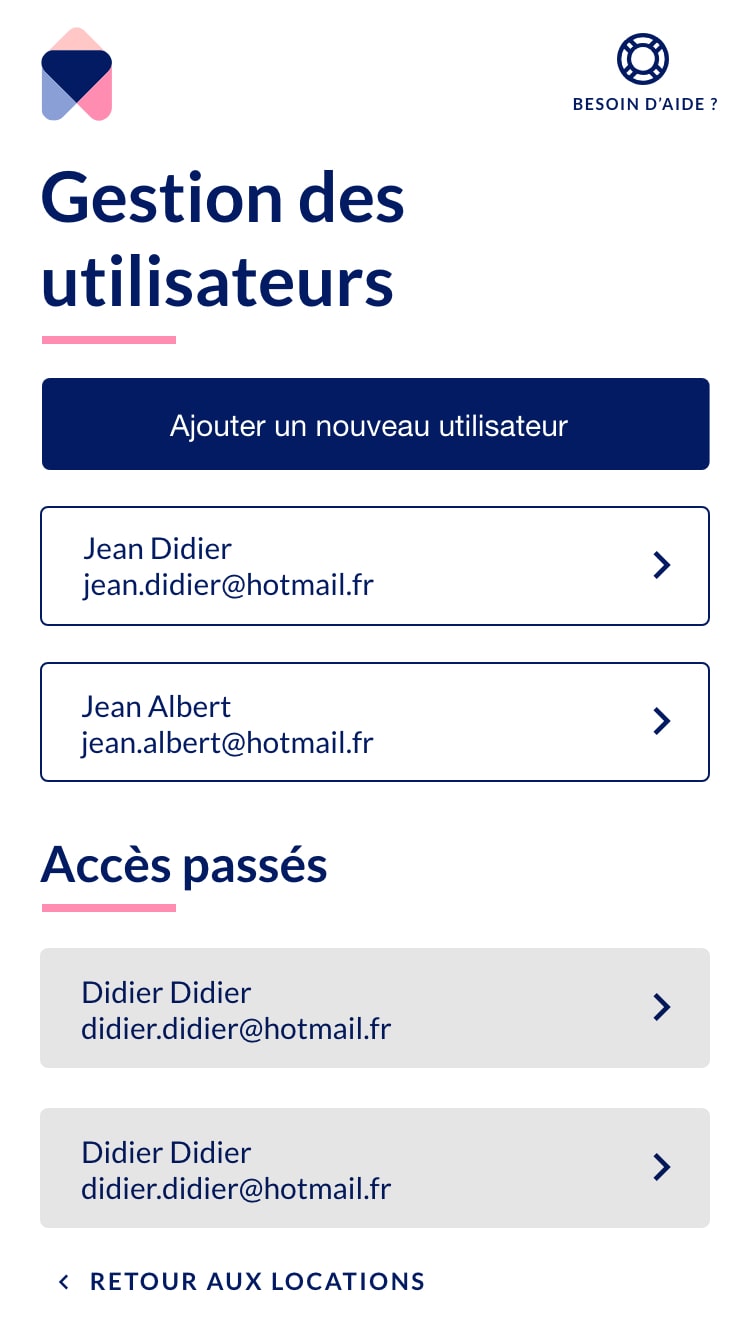 BESOIN D’AIDE ?
Gestion des
utilisateurs
Ajouter un nouveau utilisateur
Jean Didier
jean.didier@hotmail.fr
Jean Albert
jean.albert@hotmail.fr
Accès passés
Didier Didier
didier.didier@hotmail.fr
Didier Didier
didier.didier@hotmail.fr
RETOUR AUX LOCATIONS